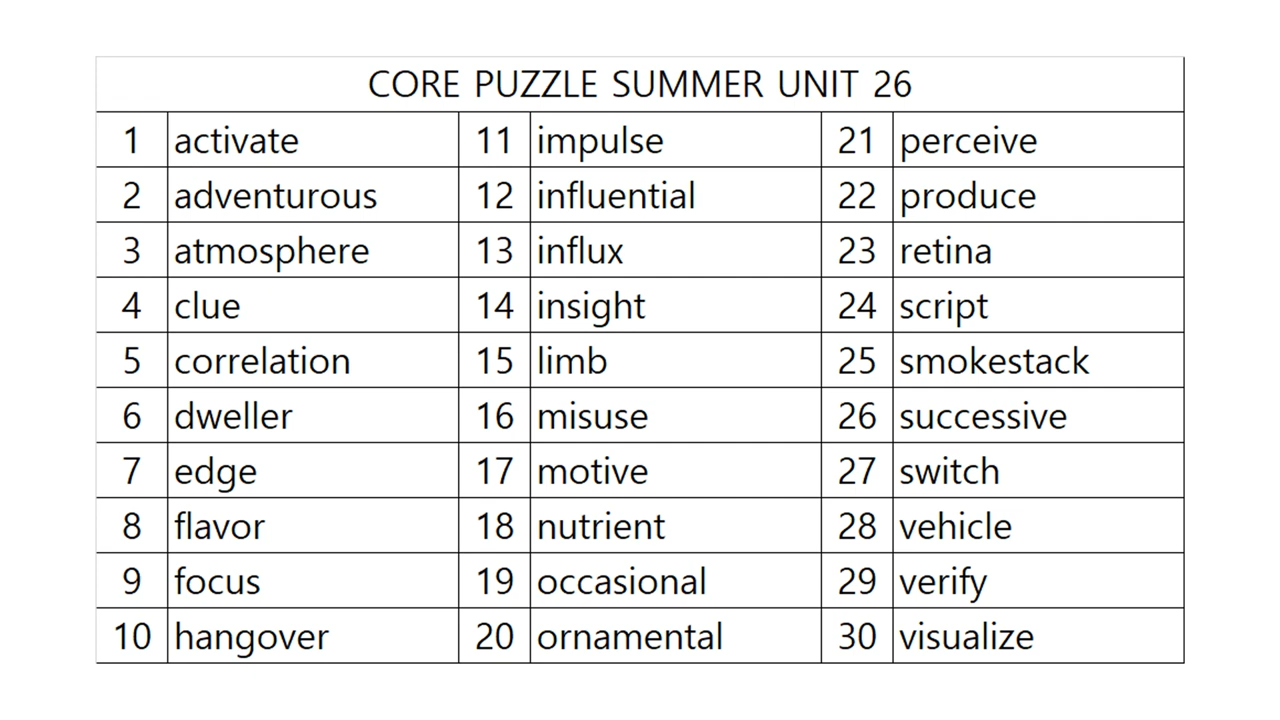 CORE PUZZLE SUMMER UNIT 26
1 activate 11 impulse 21 perceive
2 adventurous 12 influential 22 produce
3 atmosphere 13 influx 23 retina
4 clue 14 insight 24 script
5 correlation 15 limb 25 smokestack
6 dweller 16 misuse 26 successive
7 edge 17 motive 27 switch
8 flavor 18 nutrient 28 vehicle
9 focus 19 occasional 29 verify
10 hangover 20 ornamental 30 visualize